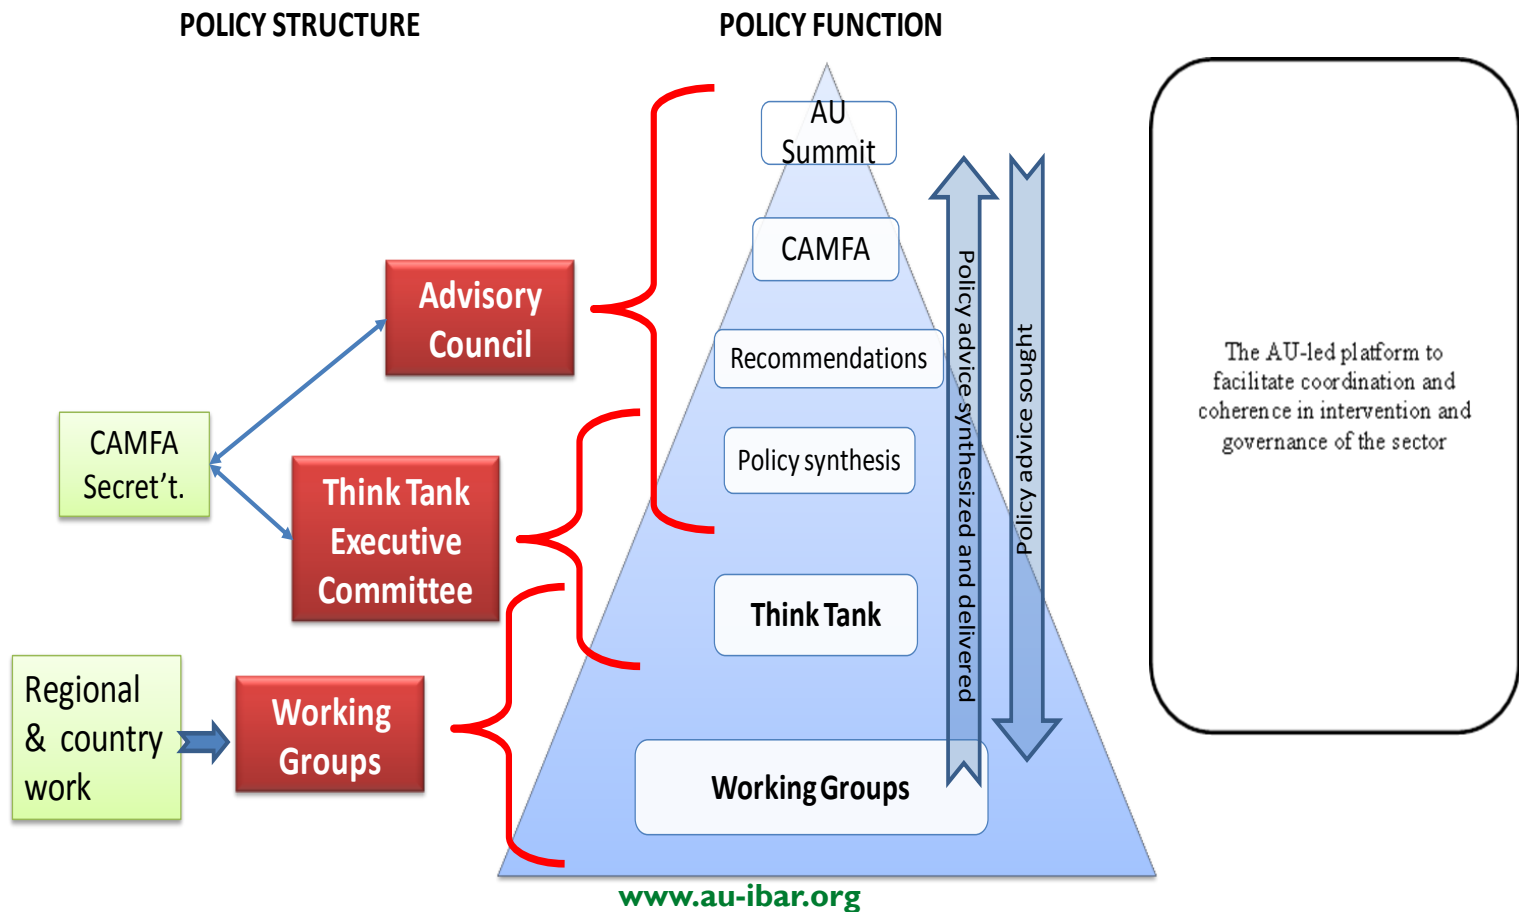 POLICY STRUCTURE
POLICY FUNCTION
AU
Summit
CAMFA
Recommendations
Policy synthesis
Think Tank
Working Groups
Policy advice synthesized and delivered
Policy advice sought
Advisory
Council
CAMFA
Secret't.
Think Tank
Executive
Committee
Regional
& country
work
Working
Groups
The AU-led platform to
facilitate coordination and
coherence in intervention and
governance of the sector
www.au-ibar.org